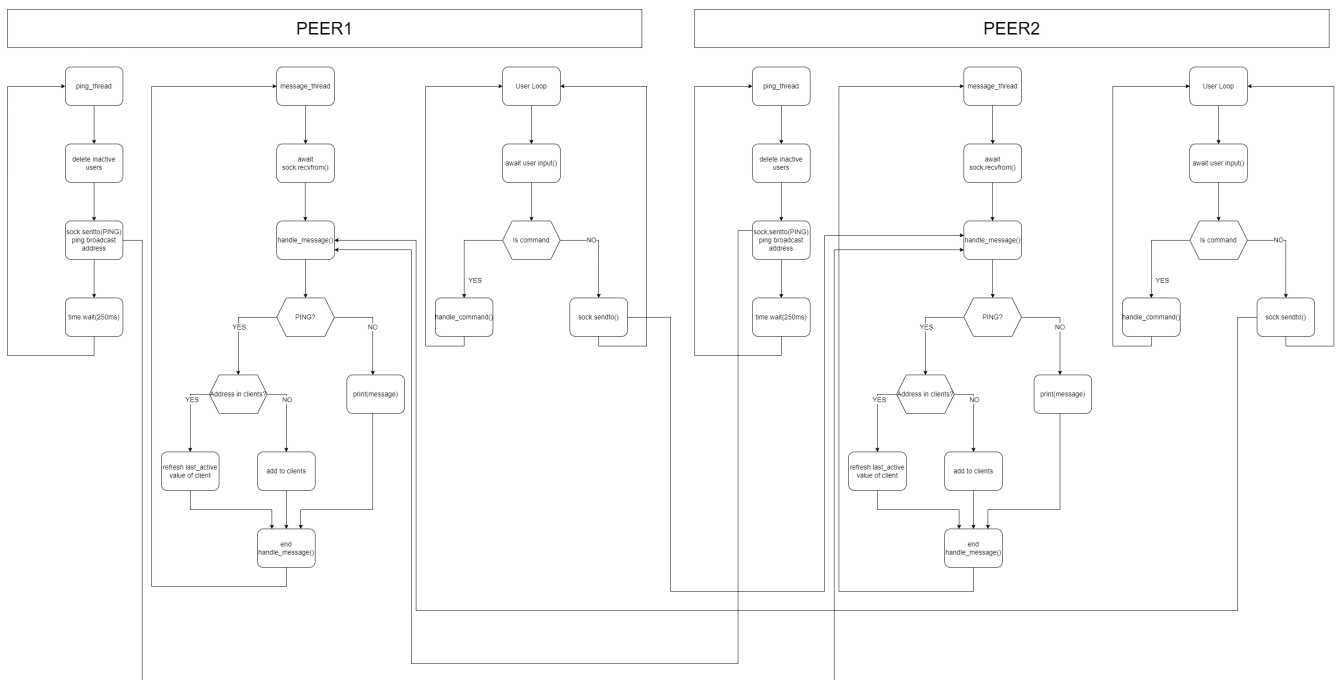 PEER1
PEER2
ping_thread
message_thread
User Loop
ping_thread
message_thread
User Loop
delete inactive
users
await
sock.recvfrom()
await user input()
delete inactive
users
await
sock.recvfrom()
await user input()
sock.sentto(PING)
ping broadcast
address
handle_message()
Is command
NO
YES
sock.sentto(PING)
ping broadcast
address
handle_message()
Is command
NO
YES
time.wait(250ms)
PING?
YES
NO
handle_command()
sock.sendto()
time.wait(250ms)
PING?
YES
NO
handle_command()
sock.sendto()
Address in clients?
YES
NO
print(message)
Address in clients?
YES
NO
print(message)
refresh last_active
value of client
add to clients
refresh last_active
value of client
add to clients
end
handle_message()
end
handle_message()